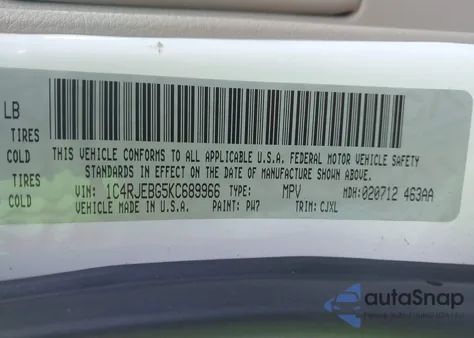 LB
TIRES
COLD
TIRES
COLD
THIS VEHICLE CONFORMS TO ALL APPLICABLE U.S.A. FEDERAL MOTOR VEHICLE SAFETY
STANDARDS IN EFFECT ON THE DATE OF MANUFACTURE SHOWN ABOVE.
VIN: 1C4RJEBG5KC689966 TYPE: MPV MDH:020712 463AA
VEHICLE MADE IN U.S.A. PAINT: PW7 TRIM: CJXL
autoSnap